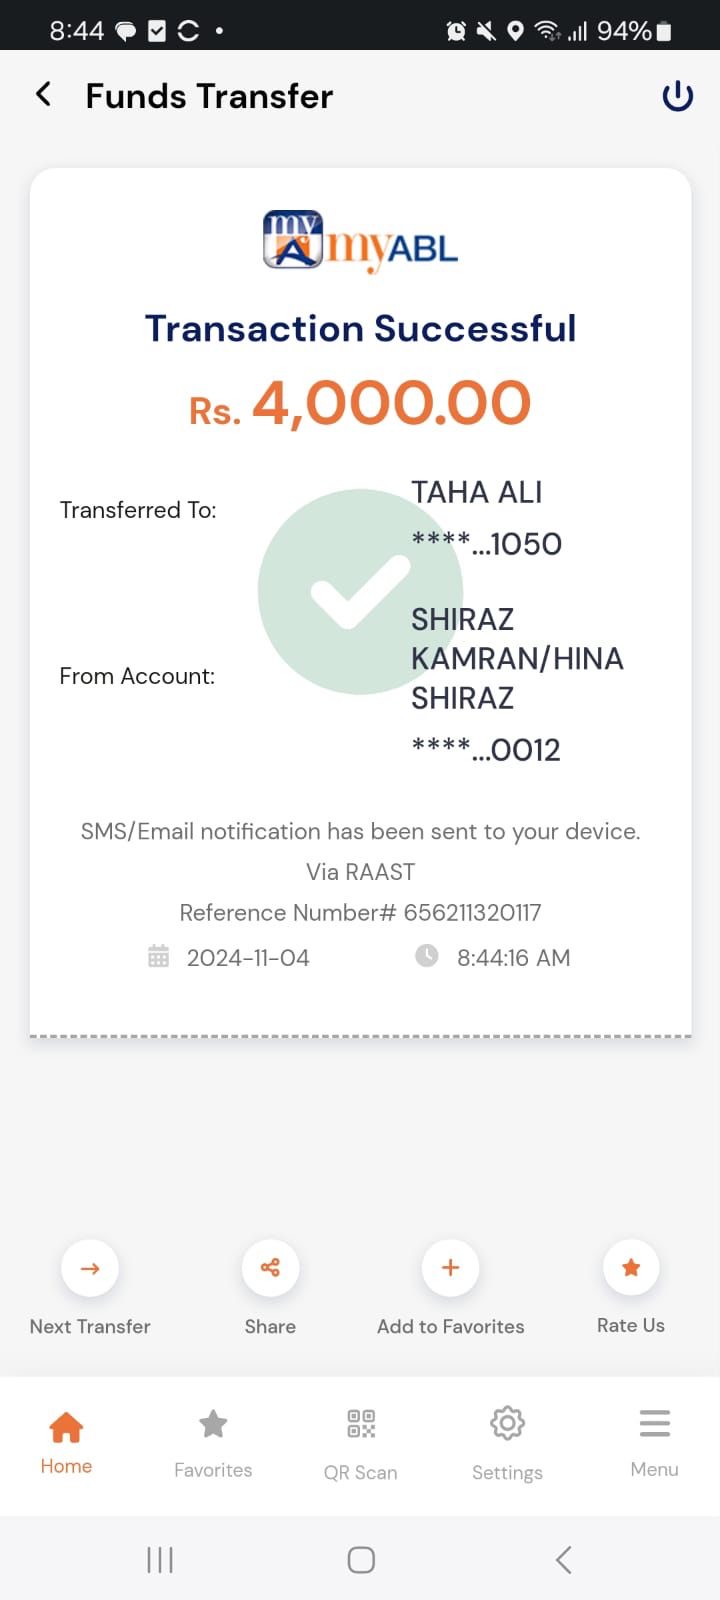 8:44 94%
Funds Transfer
my
myABL
Transaction Successful
Rs. 4,000.00
Transferred To:
TAHA ALI
****...1050
From Account:
SHIRAZ
KAMRAN/HINA
SHIRAZ
****...0012
SMS/Email notification has been sent to your device.
Via RAAST
Reference Number# 656211320117
2024-11-04 8:44:16 AM
Next Transfer Share Add to Favorites Rate Us
Home Favorites QR Scan Settings Menu